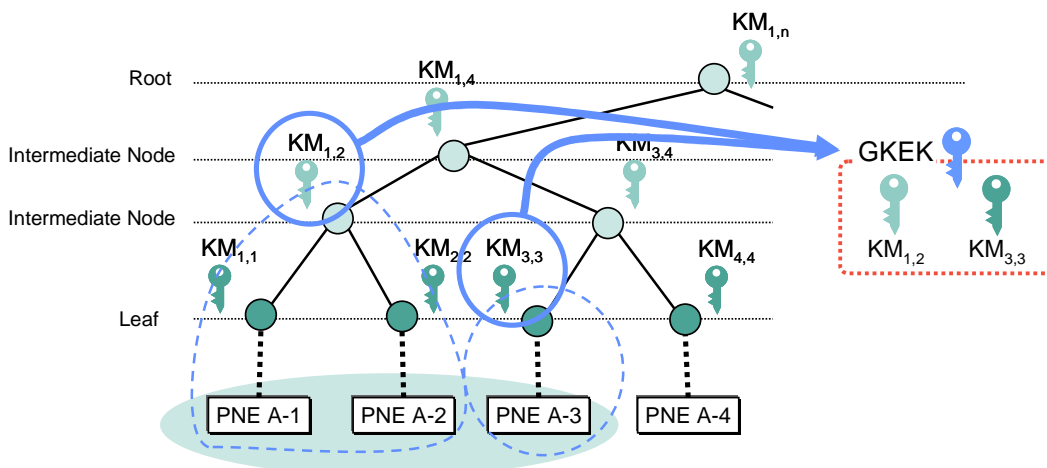 KM1,n
Root
KM1,4
Intermediate Node
KM1,2
KM3,4
GKEK
Intermediate Node
KM1,1
KM2,2
KM3,3
KM4,4
KM1,2
KM3,3
Leaf
PNE A-1
PNE A-2
PNE A-3
PNE A-4